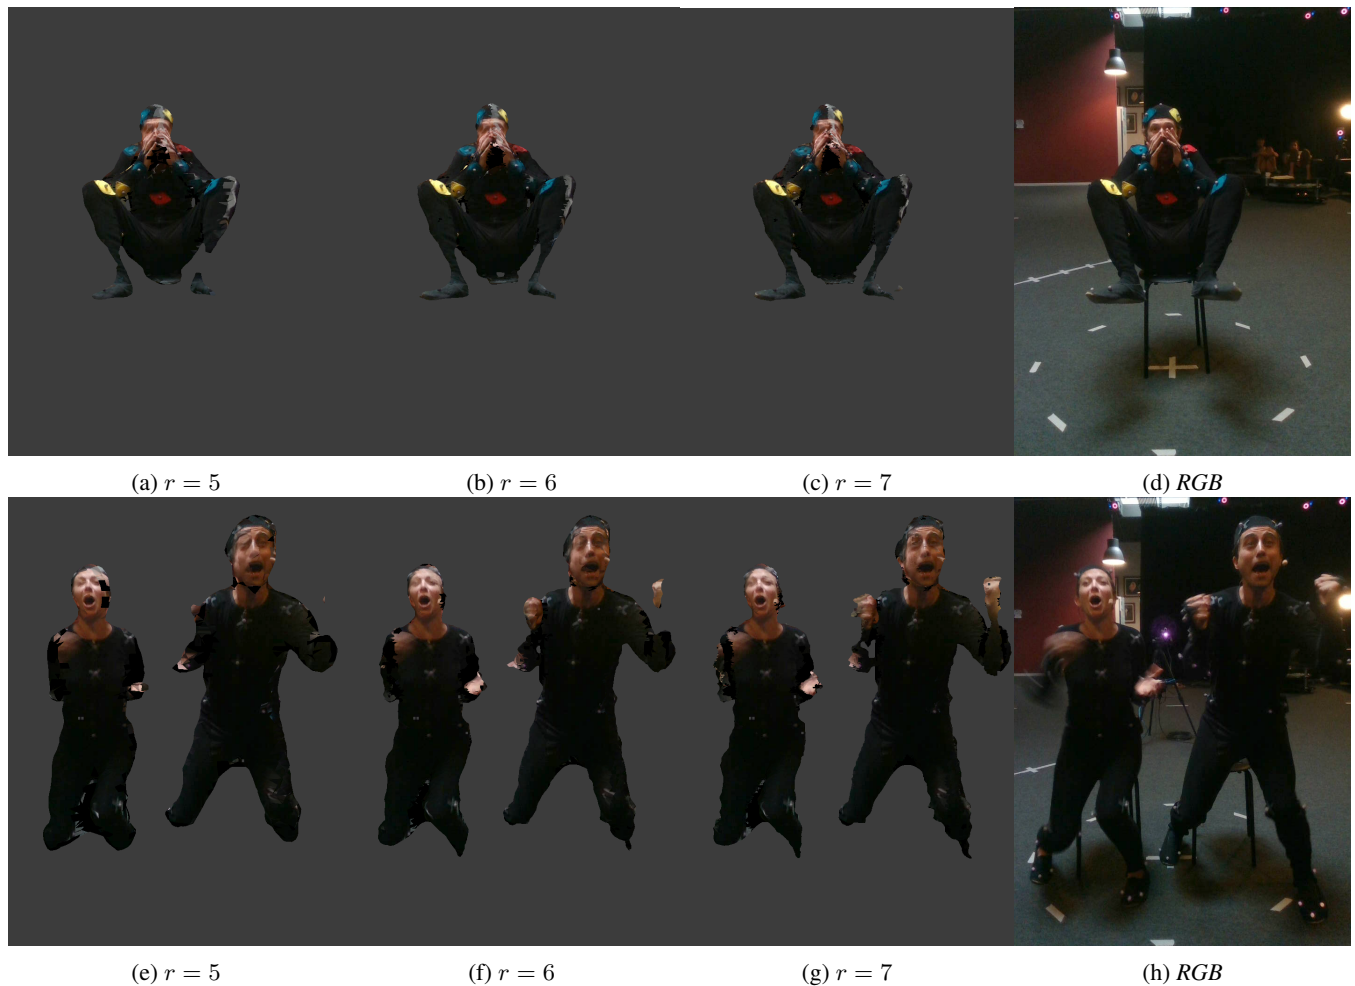 (a) r = 5
(b) r = 6
(c) r = 7
(d) RGB
(e) r = 5
(f) r = 6
(g) r = 7
(h) RGB